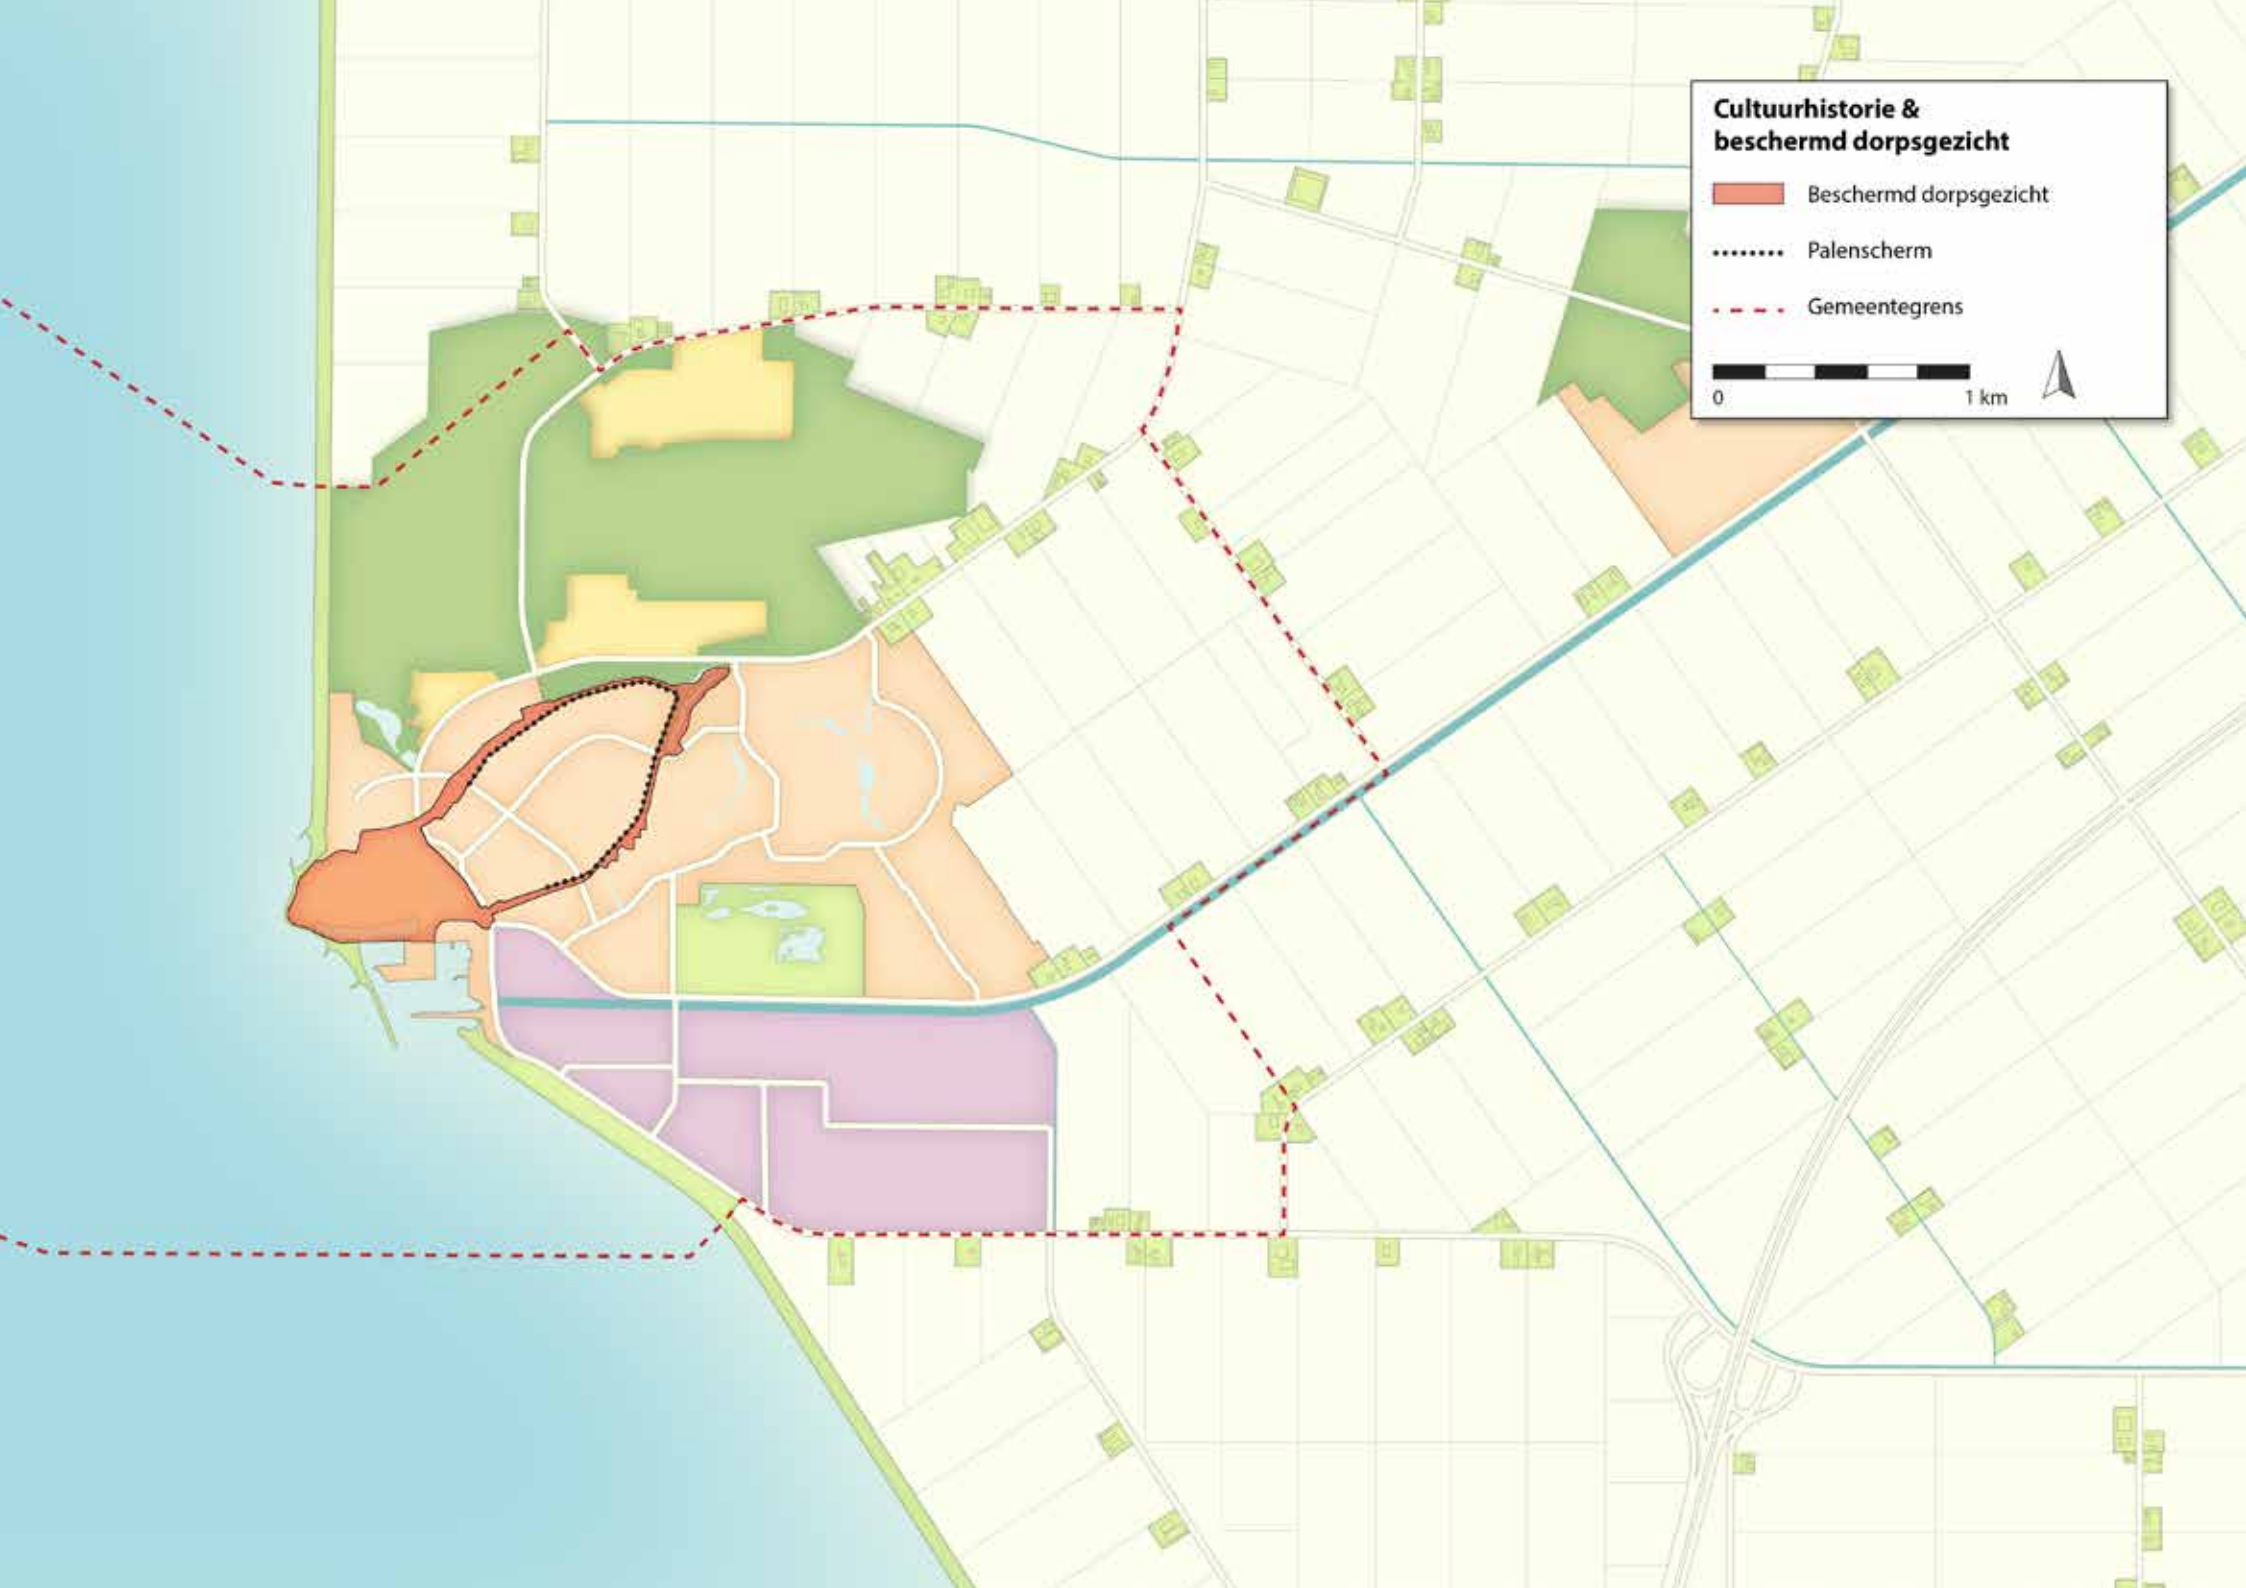 Cultuurhistorie &
beschermd dorpsgezicht
Beschermd dorpsgezicht
Palenscherm
Gemeentegrens
0 1 km